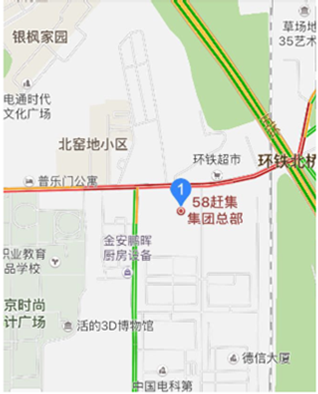 银枫家园
草场地
35艺术
电通时代
文化广场
北窑地小区
环铁超市
环铁北桥
普乐门公寓
1
58赶集
集团总部
金安鹏晖
厨房设备
职业教育
品学校
京时尚
计广场
活的3D博物馆
德信大厦
中国电科第